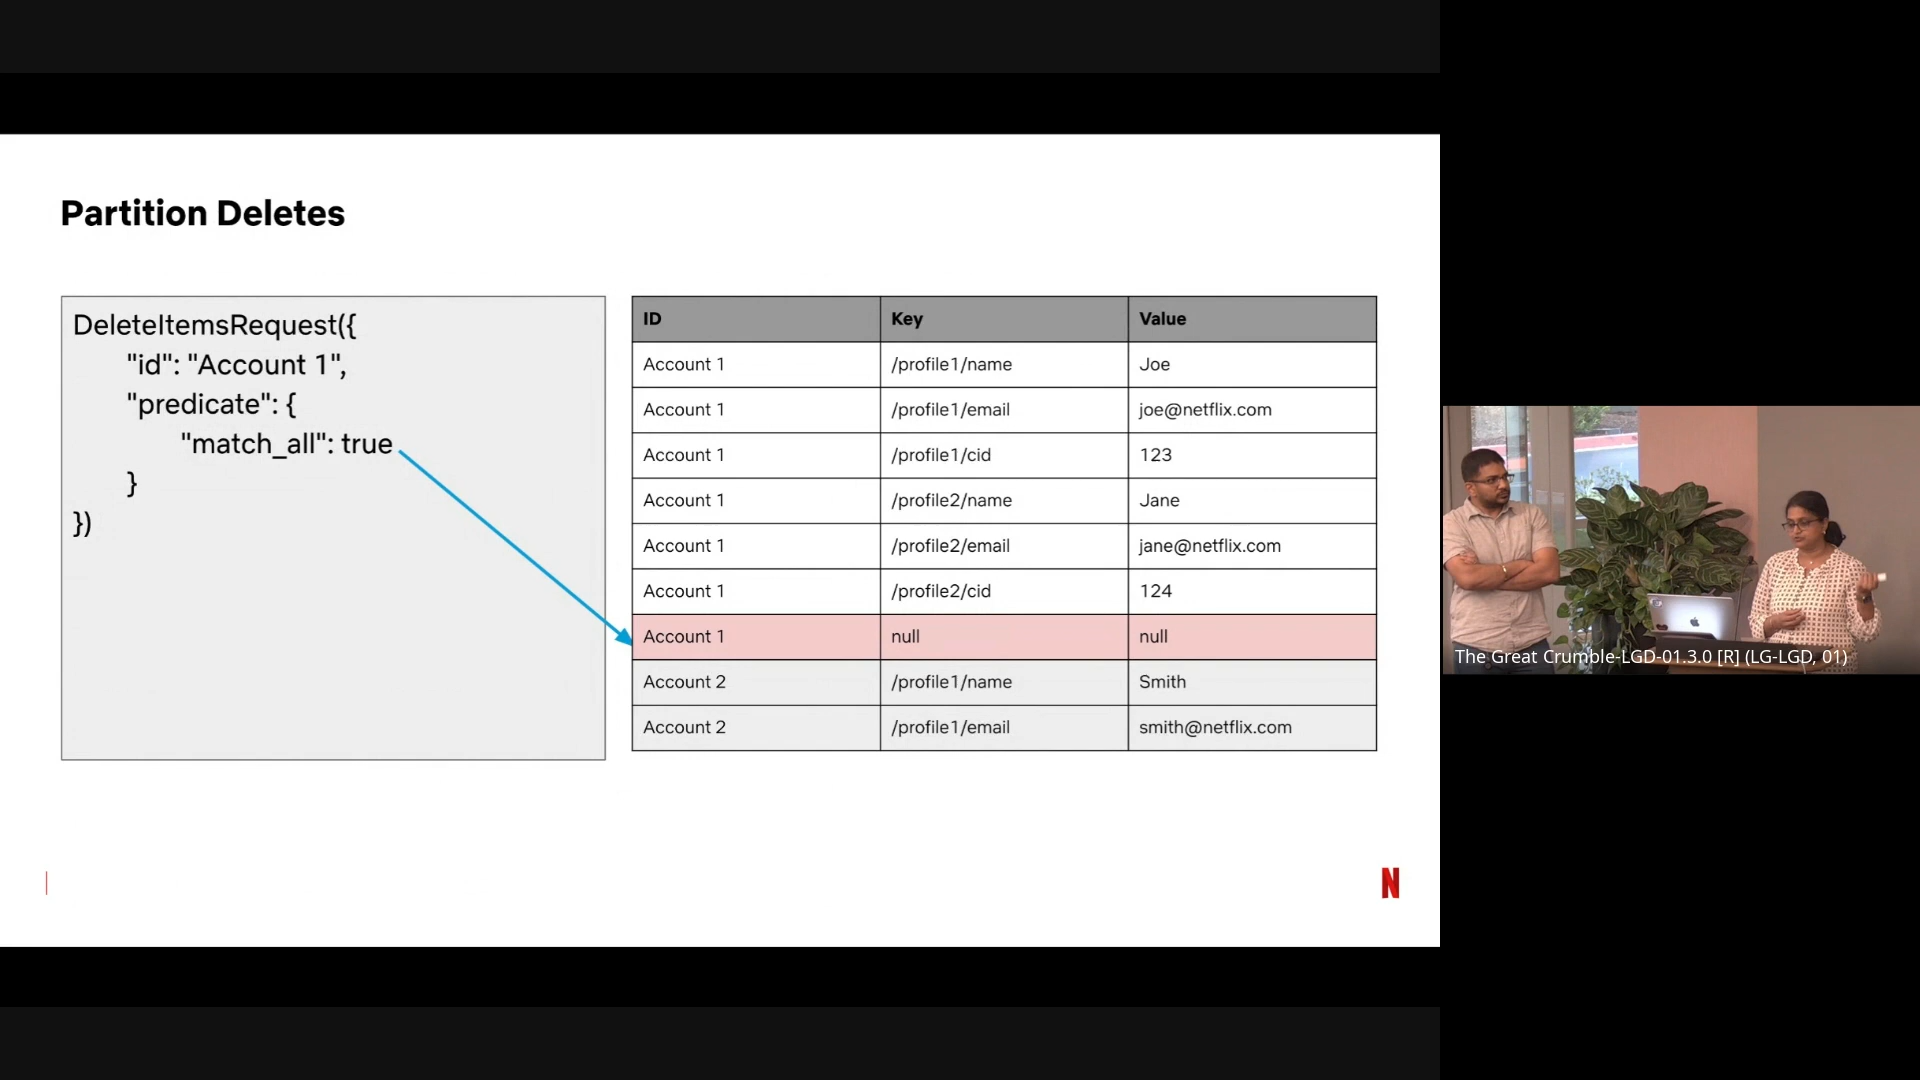 Partition Deletes
DeleteItemsRequest({
"id": "Account 1",
"predicate": {
"match_all": true
}
})
ID Key Value
Account 1 /profile1/name Joe
Account 1 /profile1/email joe@netflix.com
Account 1 /profile1/cid 123
Account 1 /profile2/name Jane
Account 1 /profile2/email jane@netflix.com
Account 1 /profile2/cid 124
Account 1 null null
Account 2 /profile1/name Smith
Account 2 /profile1/email smith@netflix.com
N
The Great Crumble-LGD-01.3.0 [R] (LG-LGD, 01)